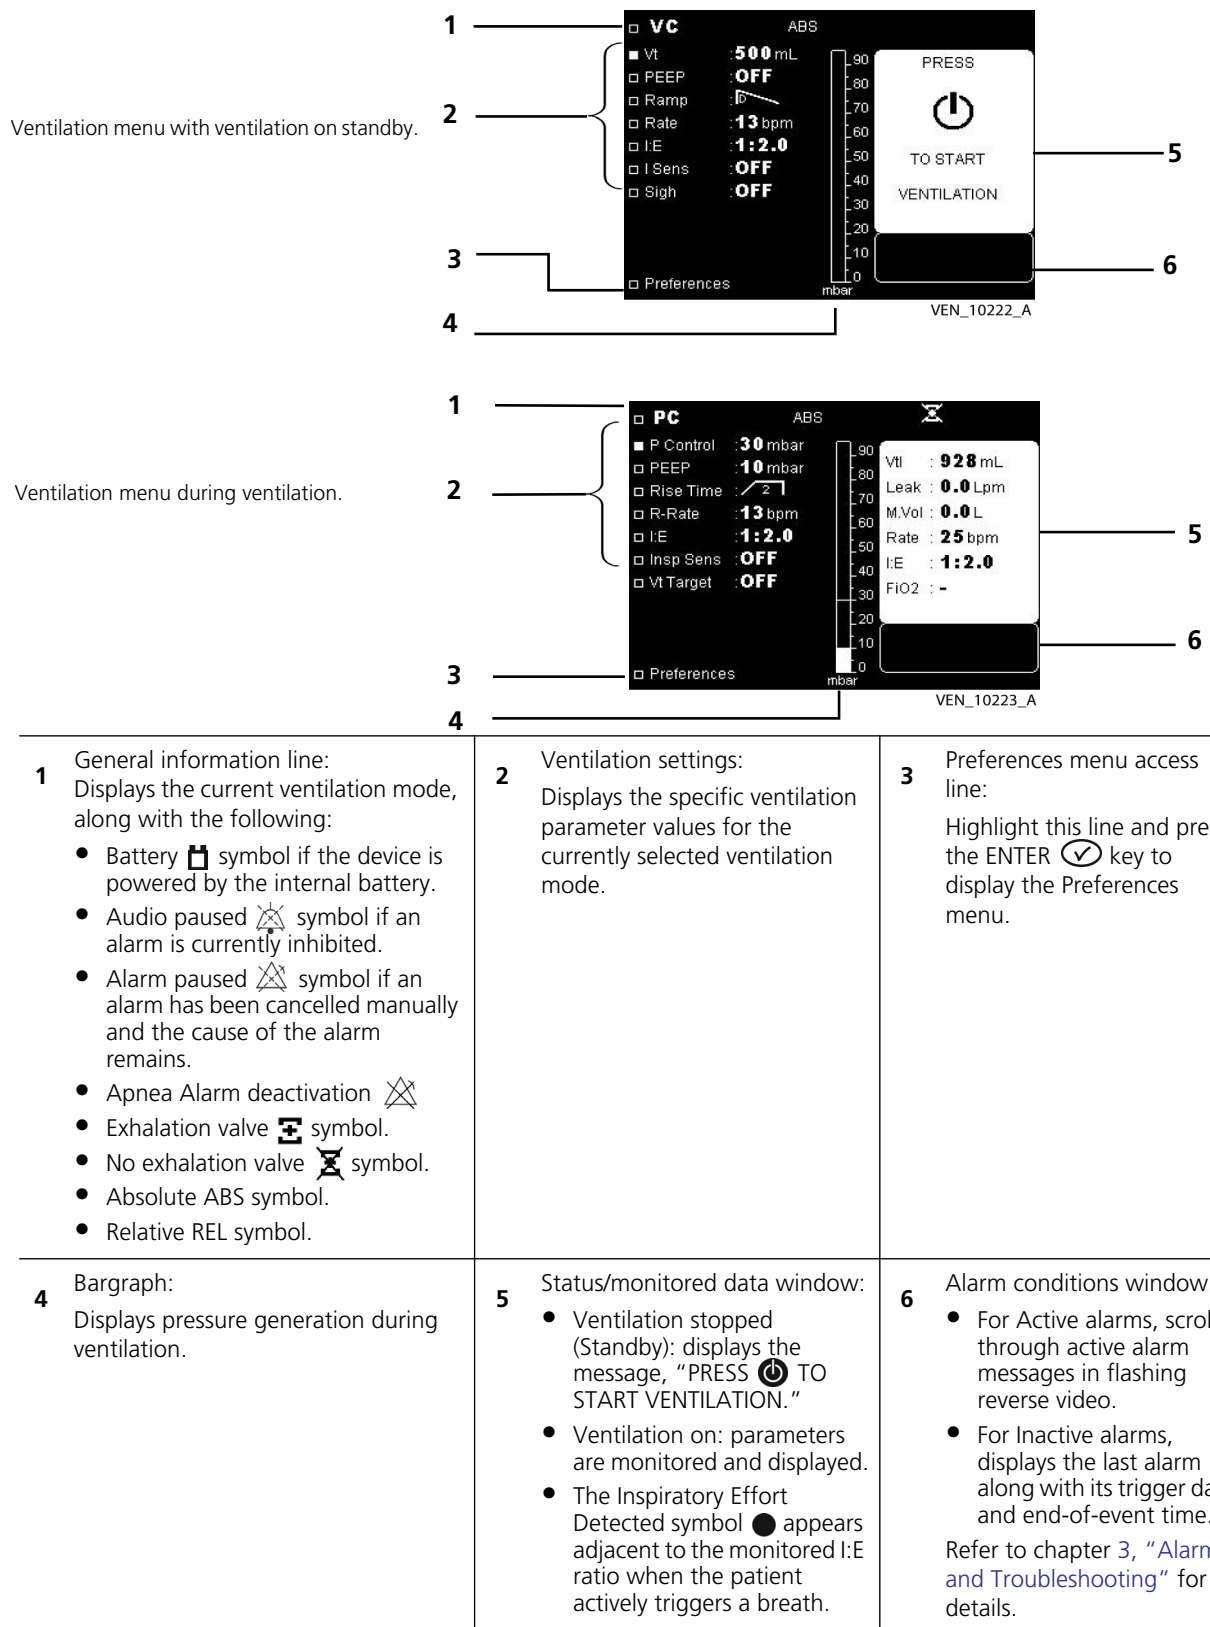 Ventilation menu with ventilation on standby.
1
2
3
4
5
6
VC ABS
Vt :500 mL
PEEP :OFF
Ramp : D
Rate :13 bpm
I:E :1:2.0
I Sens :OFF
Sigh :OFF
Preferences
90
80
70
60
50
40
30
20
10
0
mbar
PRESS
TO START
VENTILATION
VEN_10222_A
Ventilation menu during ventilation.
1
2
3
4
5
6
PC ABS
P Control :30 mbar
PEEP :10 mbar
Rise Time : 2
R-Rate :13 bpm
I:E :1:2.0
Insp Sens :OFF
Vt Target :OFF
Preferences
90
80
70
60
50
40
30
20
10
0
mbar
VtI : 928 mL
Leak : 0.0 Lpm
M.Vol : 0.0 L
Rate : 25 bpm
I:E : 1:2.0
FiO2 : -
VEN_10223_A
1 General information line:
Displays the current ventilation mode,
along with the following:
• Battery symbol if the device is
powered by the internal battery.
• Audio paused symbol if an
alarm is currently inhibited.
• Alarm paused symbol if an
alarm has been cancelled manually
and the cause of the alarm
remains.
• Apnea Alarm deactivation
• Exhalation valve symbol.
• No exhalation valve symbol.
• Absolute ABS symbol.
• Relative REL symbol.
2 Ventilation settings:
Displays the specific ventilation
parameter values for the
currently selected ventilation
mode.
3 Preferences menu access
line:
Highlight this line and pre
the ENTER key to
display the Preferences
menu.
4 Bargraph:
Displays pressure generation during
ventilation.
5 Status/monitored data window:
• Ventilation stopped
(Standby): displays the
message, “PRESS TO
START VENTILATION.”
• Ventilation on: parameters
are monitored and displayed.
• The Inspiratory Effort
Detected symbol appears
adjacent to the monitored I:E
ratio when the patient
actively triggers a breath.
6 Alarm conditions window
• For Active alarms, scrol
through active alarm
messages in flashing
reverse video.
• For Inactive alarms,
displays the last alarm
along with its trigger da
and end-of-event time.
Refer to chapter 3, “Alarm
and Troubleshooting” for
details.